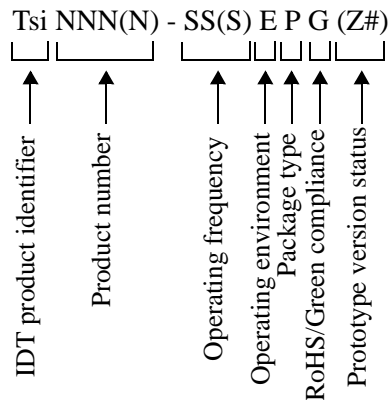 Tsi NNN(N) - SS(S) E P G (Z#)
IDT product identifier
Product number
Operating frequency
Operating environment
Package type
RoHS/Green compliance
Prototype version status